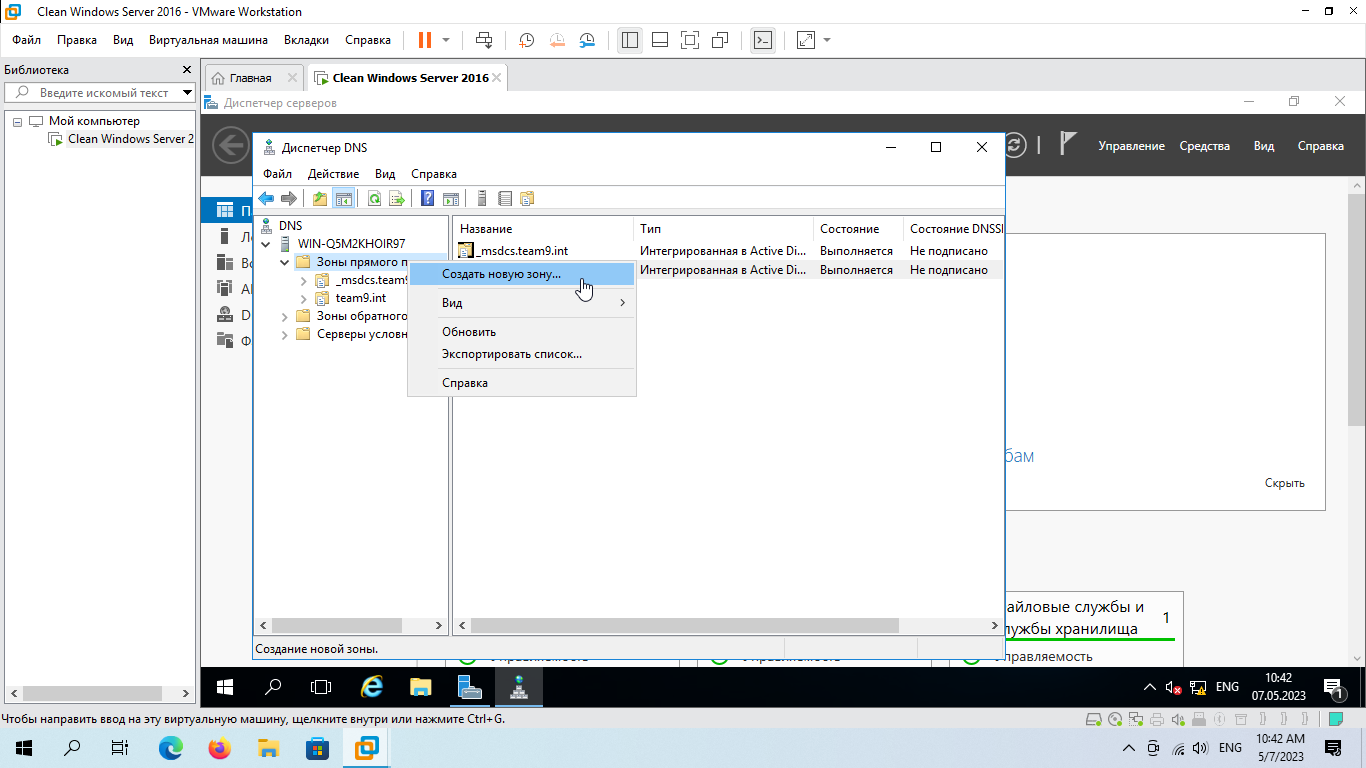 Clean Windows Server 2016 - VMware Workstation
Файл Правка Вид Виртуальная машина Вкладки Справка
Библиотека
Введите искомый текст
Мой компьютер
Clean Windows Server 2
Главная
Clean Windows Server 2016
Диспетчер серверов
Управление Средства Вид Справка
Диспетчер DNS
Файл Действие Вид Справка
DNS
WIN-Q5M2KHOIR97
Зоны прямого п
_msdcs.team9
team9.int
Зоны обратного
Серверы условн
Название Тип Состояние Состояние DNSSI
_msdcs.team9.int Интегрированная в Active Di... Выполняется Не подписано
Интегрированная в Active Di... Выполняется Не подписано
Создать новую зону...
Вид
Обновить
Экспортировать список...
Справка
бам
Скрыть
айловые службы и
лужбы хранилища
1
правляемость
Создание новой зоны.
ENG
10:42
07.05.2023
1
Чтобы направить ввод на эту виртуальную машину, щелкните внутри или нажмите Ctrl+G.
ENG
10:42 AM
5/7/2023